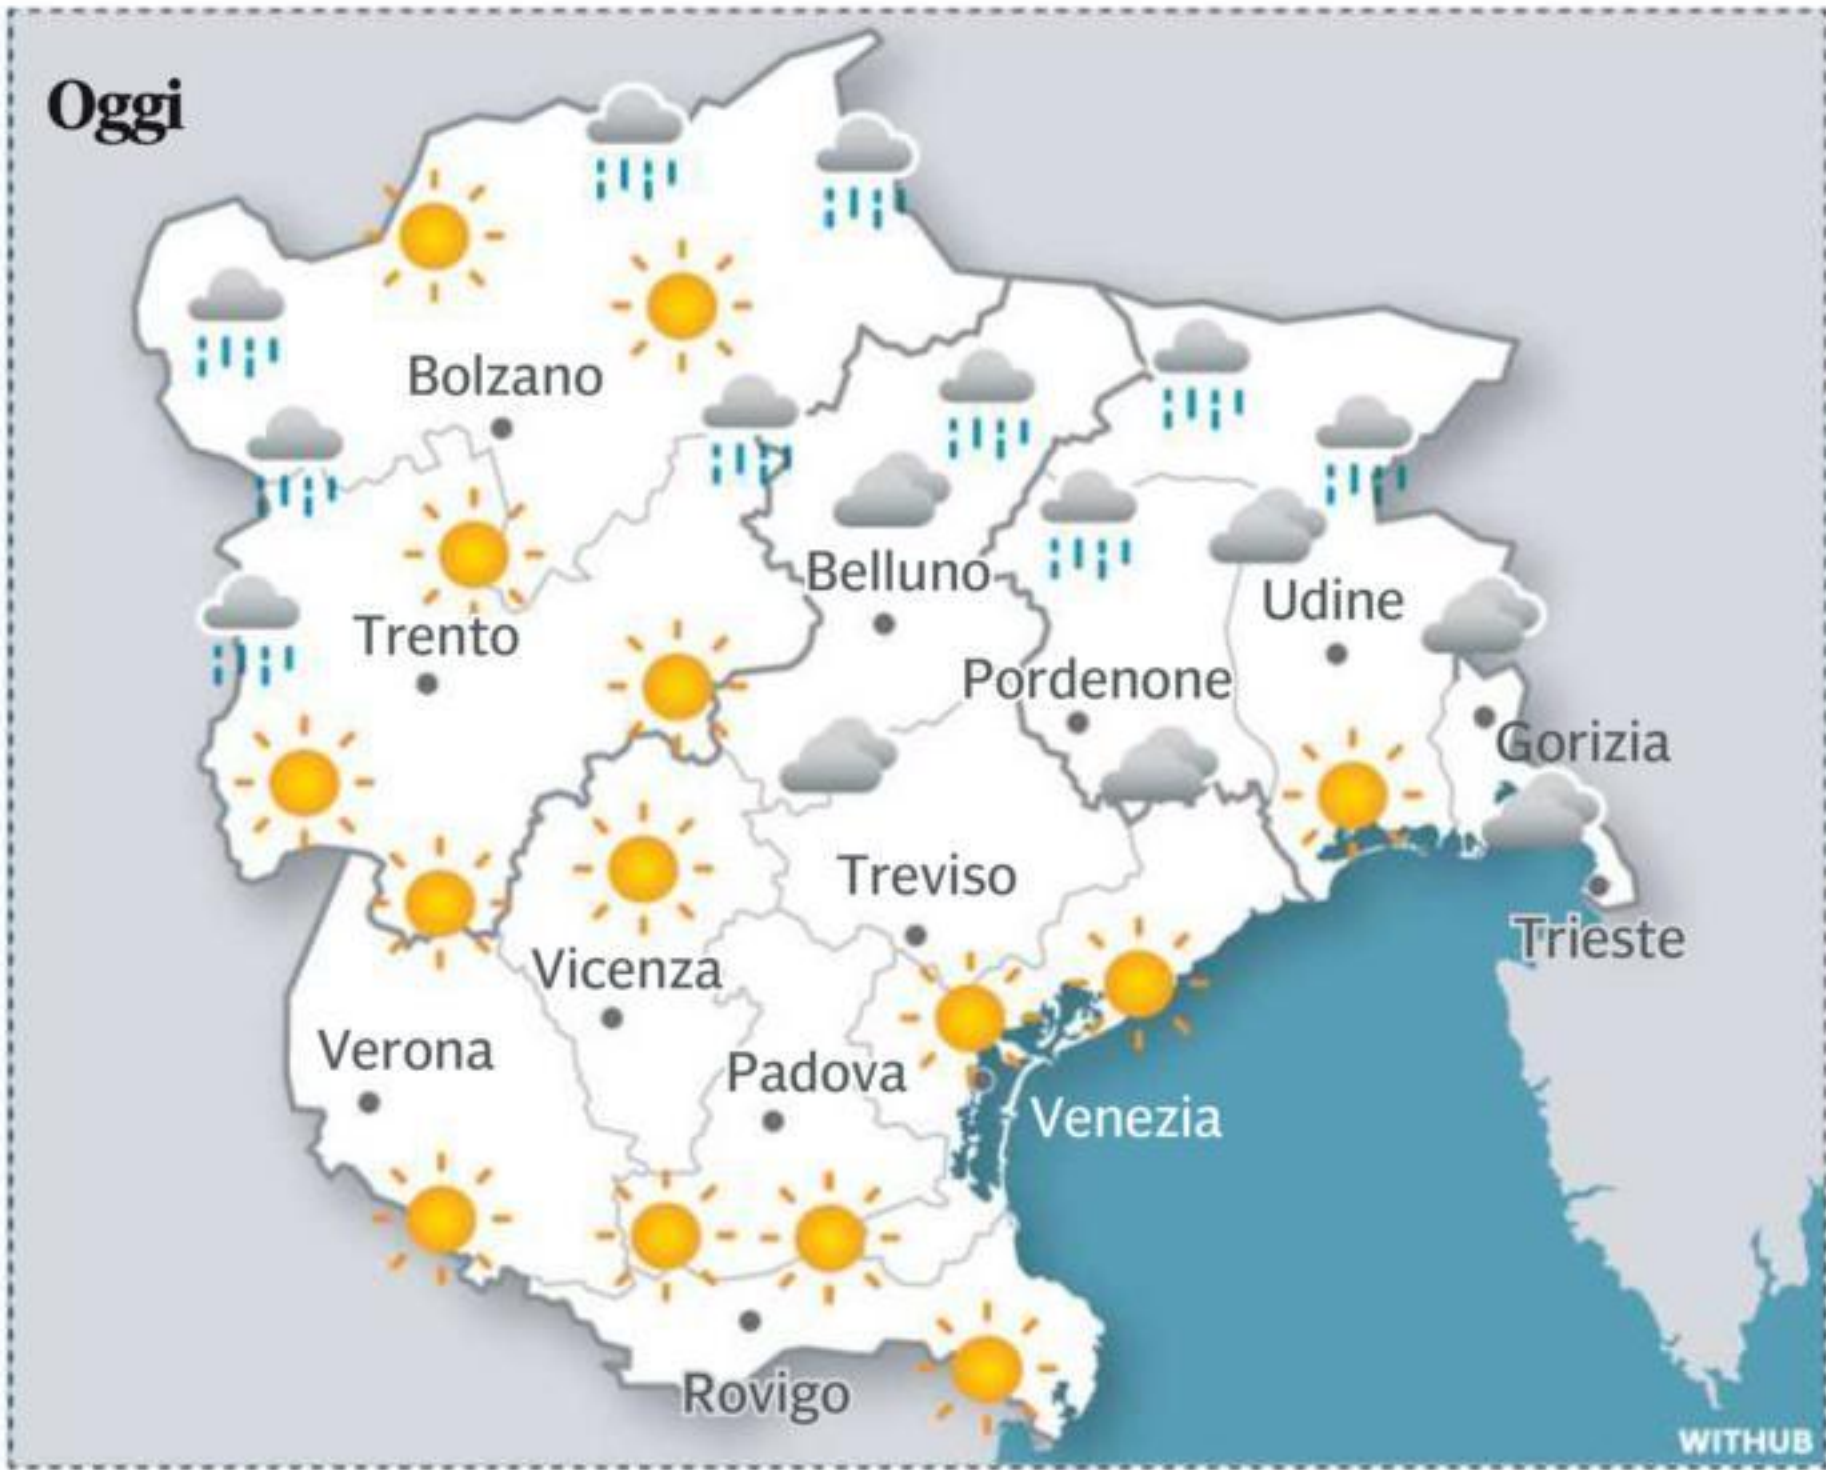 Oggi
Bolzano
Belluno
Udine
Trento
Pordenone
Gorizia
Treviso
Trieste
Vicenza
Verona
Padova
Venezia
Rovigo
WITHUB